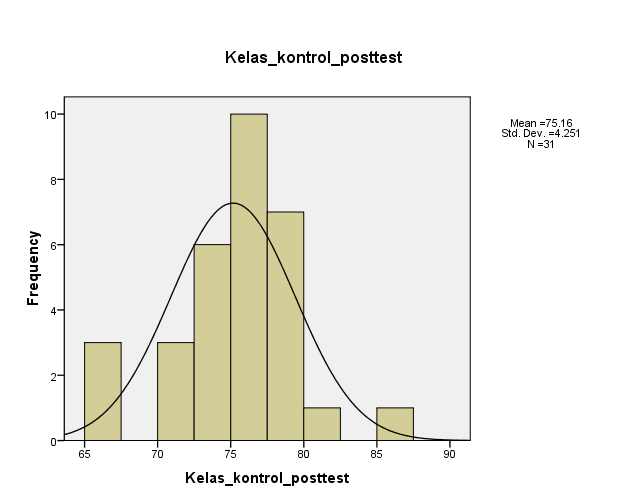 Kelas_kontrol_posttest
Mean =75.16
Std. Dev. =4.251
N =31
Frequency
10
8
6
4
2
0
65 70 75 80 85 90
Kelas_kontrol_posttest